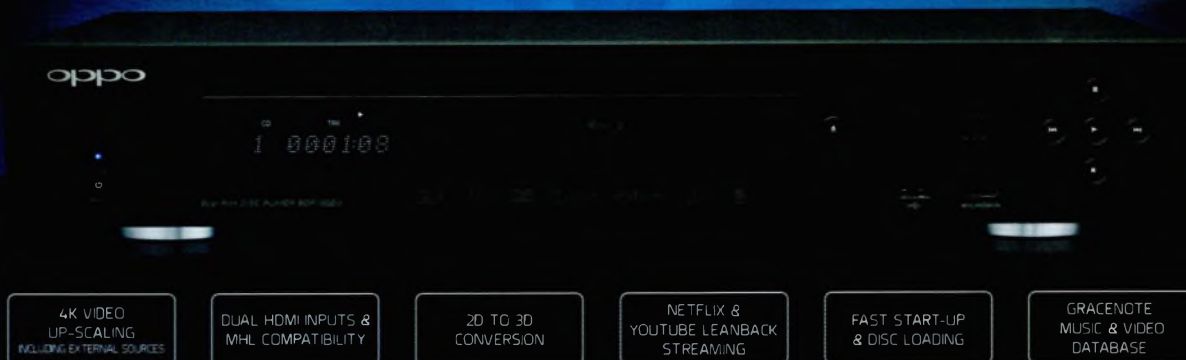 oppo
CD
1 0001:08
4K VIDEO
UP-SCALING
INCLUDING EXTERNAL SOURCES
DUAL HDMI INPUTS &
MHL COMPATIBILITY
2D TO 3D
CONVERSION
NETFLIX &
YOUTUBE LEANBACK
STREAMING
FAST START-UP
& DISC LOADING
GRACENOTE
MUSIC & VIDEO
DATABASE